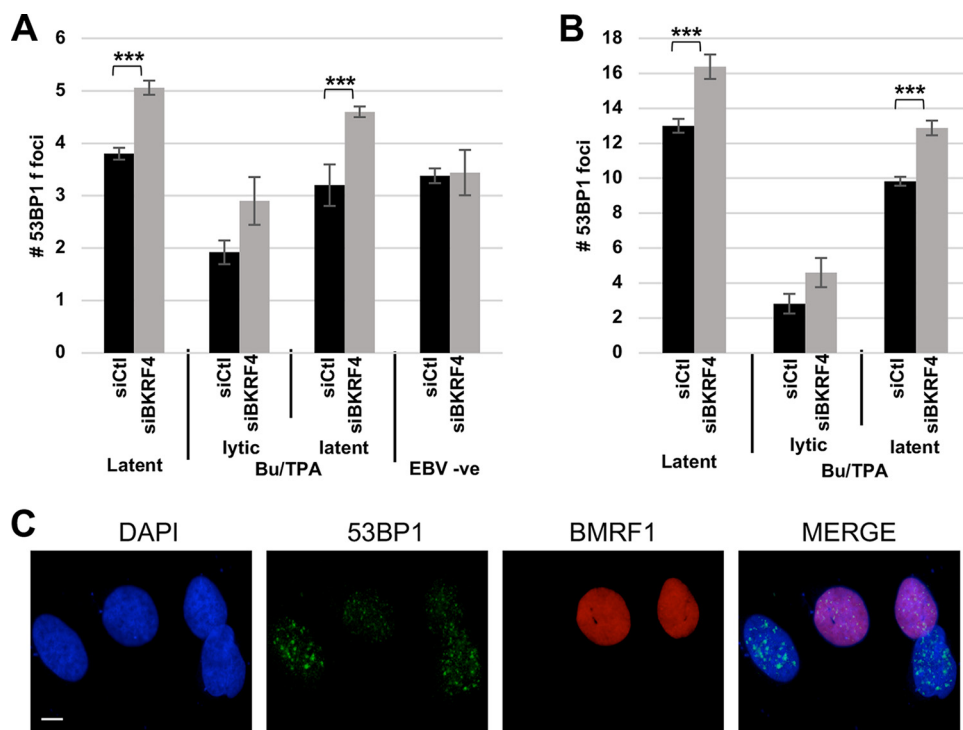 A
# 53BP1 f foci
6
5
4
3
2
1
0
***
***
siCtl
siBKRF4
siCtl
siBKRF4
siCtl
siBKRF4
siCtl
siBKRF4
Latent
lytic
latent
Bu/TPA
EBV -ve
B
# 53BP1 foci
18
16
14
12
10
8
6
4
2
0
***
***
siCtl
siBKRF4
siCtl
siBKRF4
siCtl
siBKRF4
Latent
lytic
latent
Bu/TPA
C
DAPI
53BP1
BMRF1
MERGE